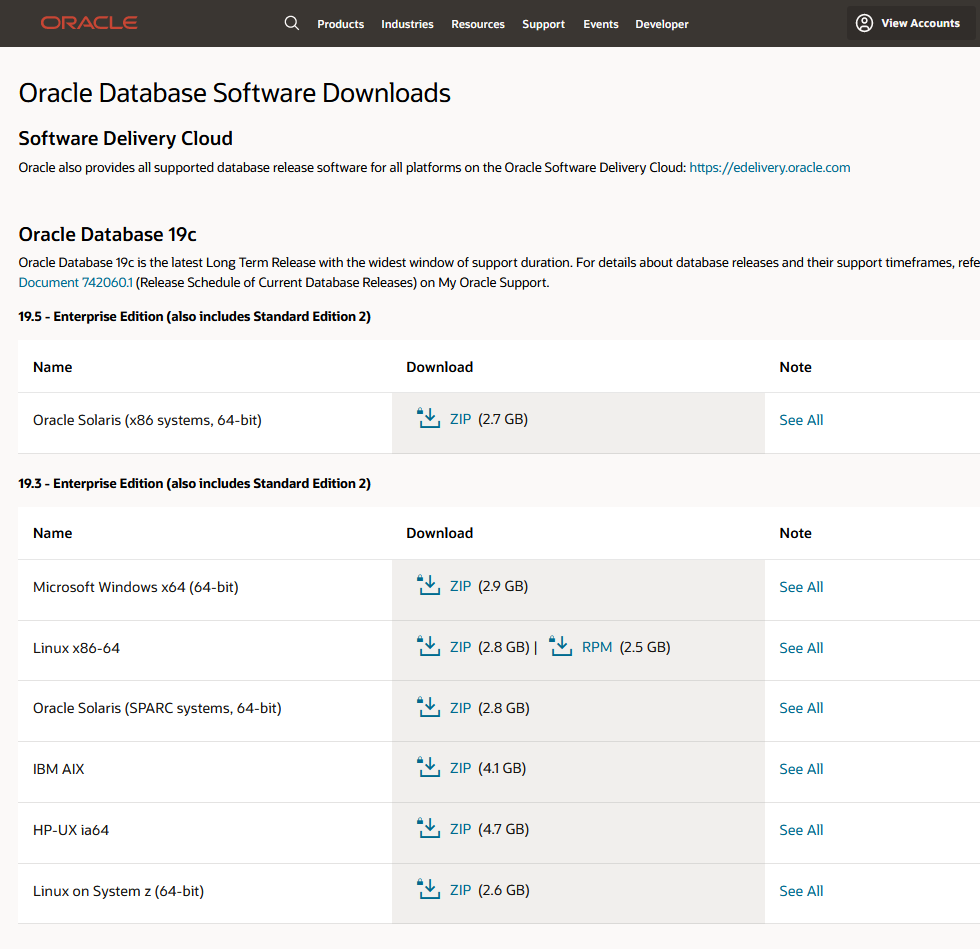 ORACLE
Products Industries Resources Support Events Developer
View Accounts
Oracle Database Software Downloads
Software Delivery Cloud
Oracle also provides all supported database release software for all platforms on the Oracle Software Delivery Cloud: https://edelivery.oracle.com
Oracle Database 19c
Oracle Database 19c is the latest Long Term Release with the widest window of support duration. For details about database releases and their support timeframes, refe
Document 742060.1 (Release Schedule of Current Database Releases) on My Oracle Support.
19.5 - Enterprise Edition (also includes Standard Edition 2)
Name Download Note
Oracle Solaris (x86 systems, 64-bit) ZIP (2.7 GB) See All
19.3 - Enterprise Edition (also includes Standard Edition 2)
Name Download Note
Microsoft Windows x64 (64-bit) ZIP (2.9 GB) See All
Linux x86-64 ZIP (2.8 GB) | RPM (2.5 GB) See All
Oracle Solaris (SPARC systems, 64-bit) ZIP (2.8 GB) See All
IBM AIX ZIP (4.1 GB) See All
HP-UX ia64 ZIP (4.7 GB) See All
Linux on System z (64-bit) ZIP (2.6 GB) See All